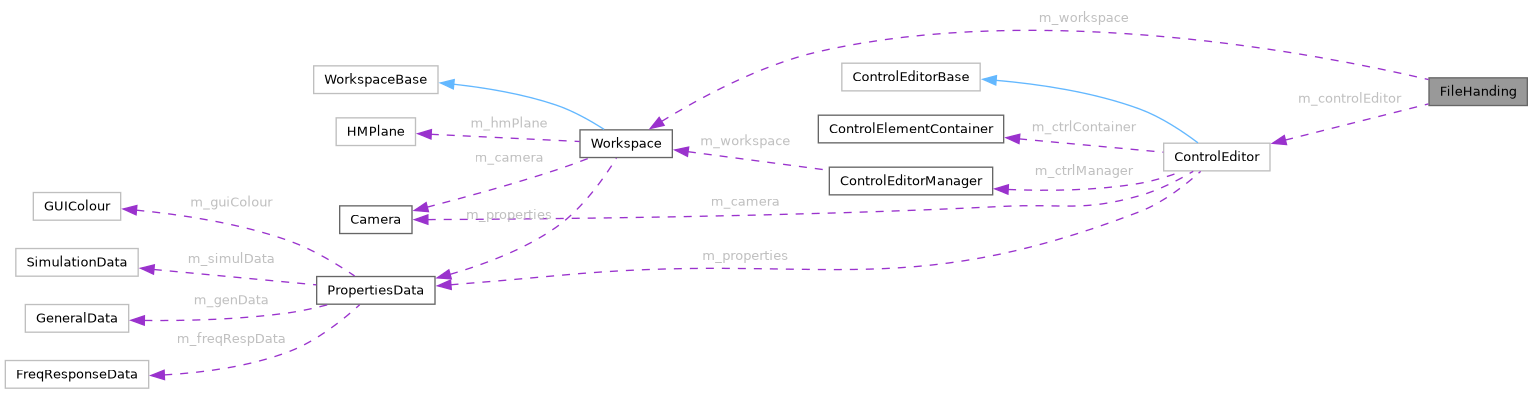 m_workspace
WorkspaceBase
ControlEditorBase
FileHanding
m_controlEditor
m_hmPlane
HMPlane
ControlElementContainer
m_ctrlContainer
Workspace
m_workspace
m_camera
ControlEditor
m_ctrlManager
ControlEditorManager
GUIColour
m_guiColour
m_camera
Camera
m_properties
m_simulData
m_properties
SimulationData
PropertiesData
m_genData
GeneralData
m_freqRespData
FreqResponseData